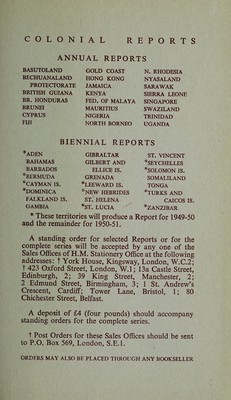 COLONIAL REPORTS
ANNUAL REPORTS
BASUTOLAND GOLD COAST N. RHODESIA
BECHUANALAND HONG KONG NYASALAND
PROTECTORATE JAMAICA SARAWAK
BRITISH GUIANA KENYA SIERRA LEONE
BR. HONDURAS FED. OF MALAYA SINGAPORE
BRUNEI MAURITIUS SWAZILAND
CYPRUS NIGERIA TRINIDAD
FIJI NORTH BORNEO UGANDA
BIENNIAL REPORTS
*ADEN GIBRALTAR ST. VINCENT
BAHAMAS GILBERT AND *SEYCHELLES
BARBADOS ELLICE IS. *SOLOMON IS.
*BERMUDA GRENADA SOMALILAND
*CAYMAN IS. *LEEWARD IS. TONGA
*DOMINICA *NEW HEBRIDES *TURKS AND
FALKLAND IS. ST. HELENA CAICOS IS.
GAMBIA *ST. LUCIA *ZANZIBAR
* These territories will produce a Report for 1949-50
and the remainder for 1950-51.
A standing order for selected Reports or for the
complete series will be accepted by any one of the
Sales Offices of H.M. Stationery Office at the following
addresses: † York House, Kingsway, London, W.C.2;
† 423 Oxford Street, London, W.1; 13a Castle Street,
Edinburgh, 2; 39 King Street, Manchester, 2;
2 Edmund Street, Birmingham, 3; 1 St. Andrew's
Crescent, Cardiff; Tower Lane, Bristol, 1; 80
Chichester Street, Belfast.
A deposit of £4 (four pounds) should accompany
standing orders for the complete series.
† Post Orders for these Sales Offices should be sent
to P.O. Box 569, London, S.E.1.
ORDERS MAY ALSO BE PLACED THROUGH ANY BOOKSELLER